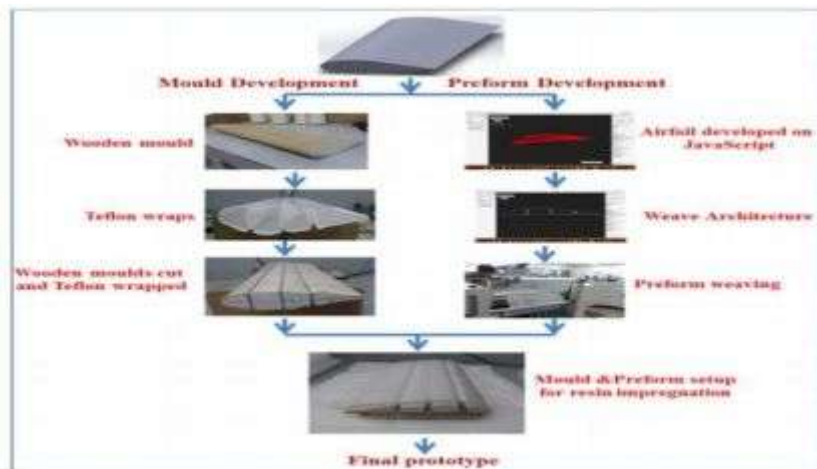 Mould Development
Preform Development
Wooden mould
Airfoil developed on
JavaScript
Teflon wraps
Weave Architecture
Wooden moulds cut
and Teflon wrapped
Preform weaving
Mould &Preform setup
for resin impregnation
Final prototype